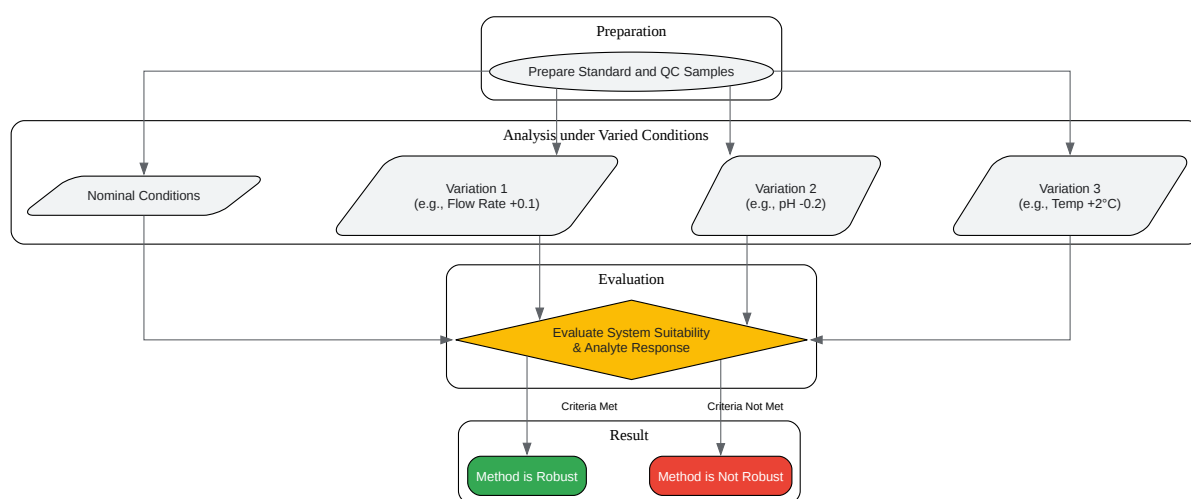 Preparation
Prepare Standard and QC Samples
Analysis under Varied Conditions
Nominal Conditions
Variation 1
(e.g., Flow Rate +0.1)
Variation 2
(e.g., pH -0.2)
Variation 3
(e.g., Temp +2°C)
Evaluation
Evaluate System Suitability
& Analyte Response
Criteria Met
Criteria Not Met
Result
Method is Robust
Method is Not Robust